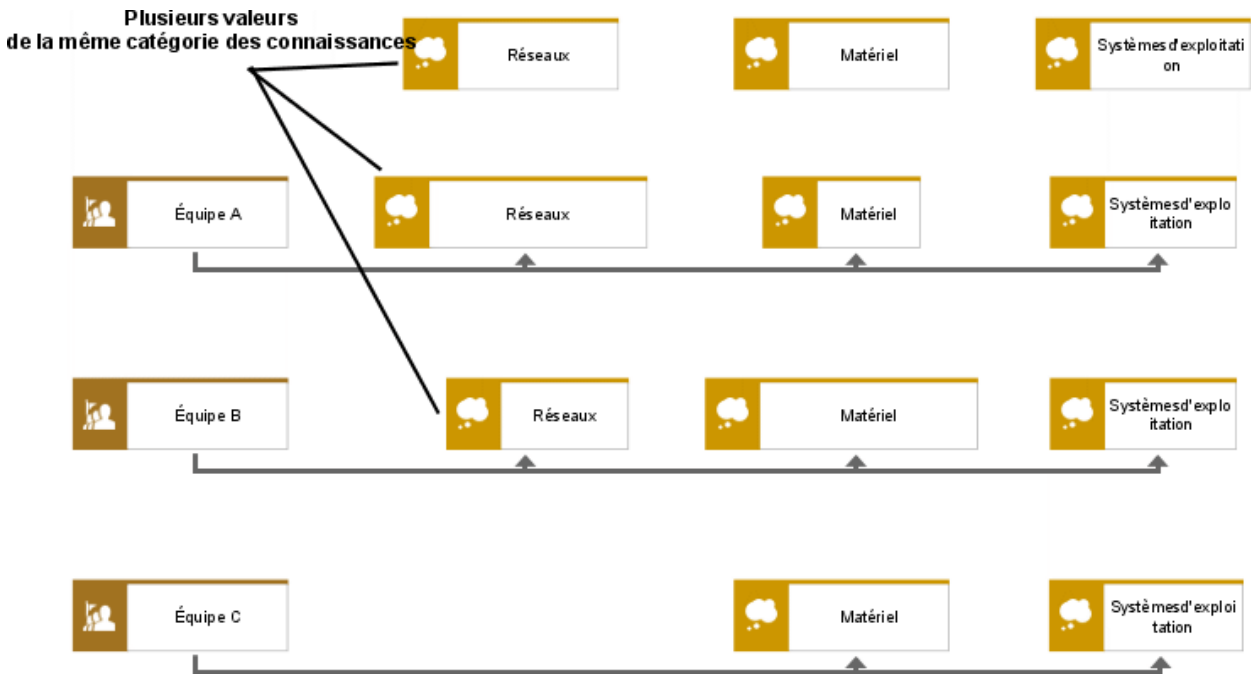 Plusieurs valeurs
de la même catégorie des connaissances
Réseaux
Matériel
Systèmesd'exploitati
on
Équipe A
Réseaux
Matériel
Systèmesd'explo
itation
Équipe B
Réseaux
Matériel
Systèmesd'explo
itation
Équipe C
Matériel
Systèmesd'exploi
tation